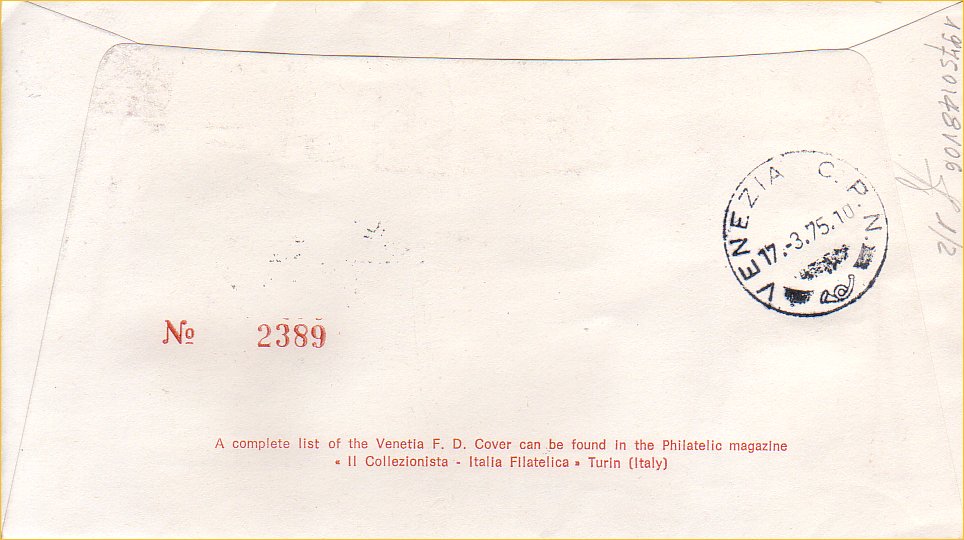 VENEZIA C.P.N.
17.-3.75.10.
No 2389
A complete list of the Venetia F. D. Cover can be found in the Philatelic magazine
« Il Collezionista - Italia Filatelica » Turin (Italy)